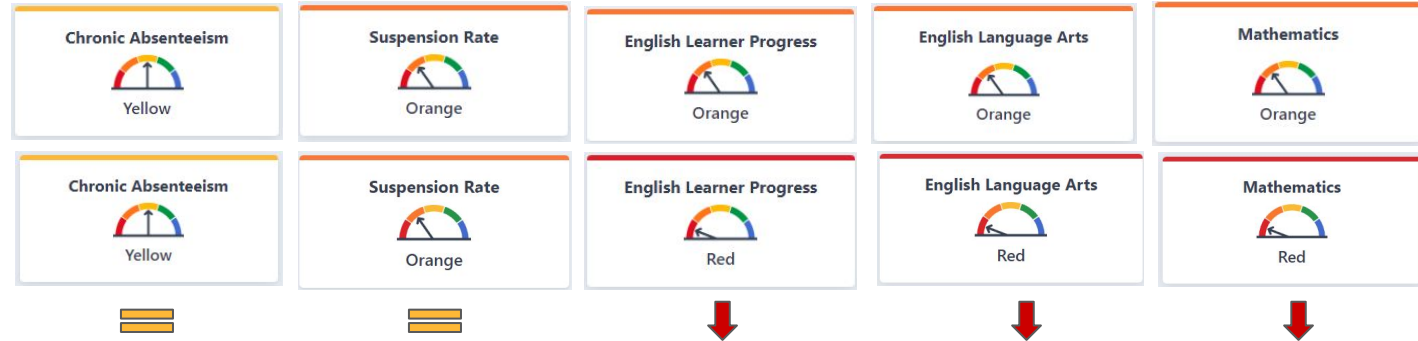 Chronic Absenteeism
Yellow
Suspension Rate
Orange
English Learner Progress
Orange
English Language Arts
Orange
Mathematics
Orange
Chronic Absenteeism
Yellow
Suspension Rate
Orange
English Learner Progress
Red
English Language Arts
Red
Mathematics
Red